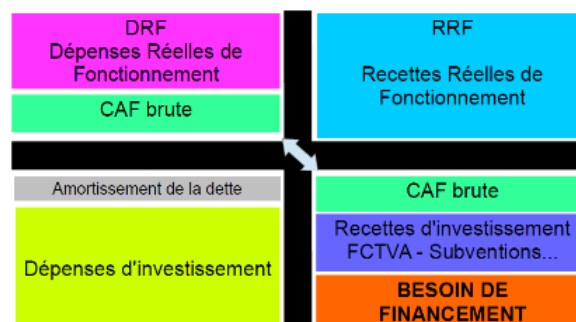 DRF
Dépenses Réelles de
Fonctionnement
CAF brute
RRF
Recettes Réelles de
Fonctionnement
Amortissement de la dette
Dépenses d'investissement
CAF brute
Recettes d'investissement
FCTVA - Subventions...
BESOIN DE
FINANCEMENT